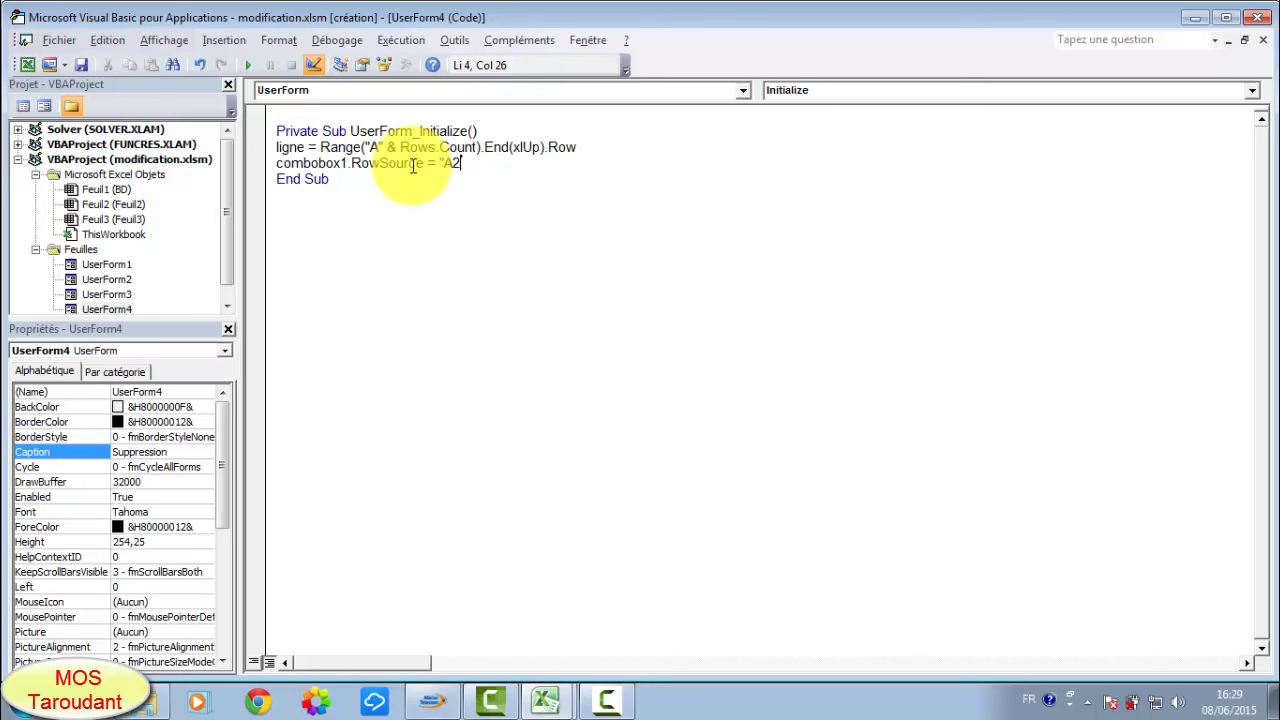 Microsoft Visual Basic pour Applications - modification.xlsm [création] - [UserForm4 (Code)]
Fichier Edition Affichage Insertion Format Débogage Exécution Outils Compléments Fenêtre ?
Tapez une question
Li 4, Col 26
Projet - VBAProject
UserForm
Initialize
Solver (SOLVER.XLAM)
VBAProject (FUNCRES.XLAM)
VBAProject (modification.xlsm)
Microsoft Excel Objets
Feuil1 (BD)
Feuil2 (Feuil2)
Feuil3 (Feuil3)
ThisWorkbook
Feuilles
UserForm1
UserForm2
UserForm3
UserForm4
Private Sub UserForm_Initialize()
ligne = Range("A" & Rows.Count).End(xlUp).Row
combobox1.RowSource = "A2
End Sub
Propriétés - UserForm4
UserForm4 UserForm
Alphabétique Par catégorie
(Name) UserForm4
BackColor &H8000000F&
BorderColor &H80000012&
BorderStyle 0 - fmBorderStyleNone
Caption Suppression
Cycle 0 - fmCycleAllForms
DrawBuffer 32000
Enabled True
Font Tahoma
ForeColor &H80000012&
Height 254,25
HelpContextID 0
KeepScrollBarsVisible 3 - fmScrollBarsBoth
Left 0
MouseIcon (Aucun)
MousePointer 0 - fmMousePointerDef
Picture (Aucun)
PictureAlignment 2 - fmPictureAlignment
0 - fmPictureSizeMode
MOS
Taroudant
FR
16:29
08/06/2015